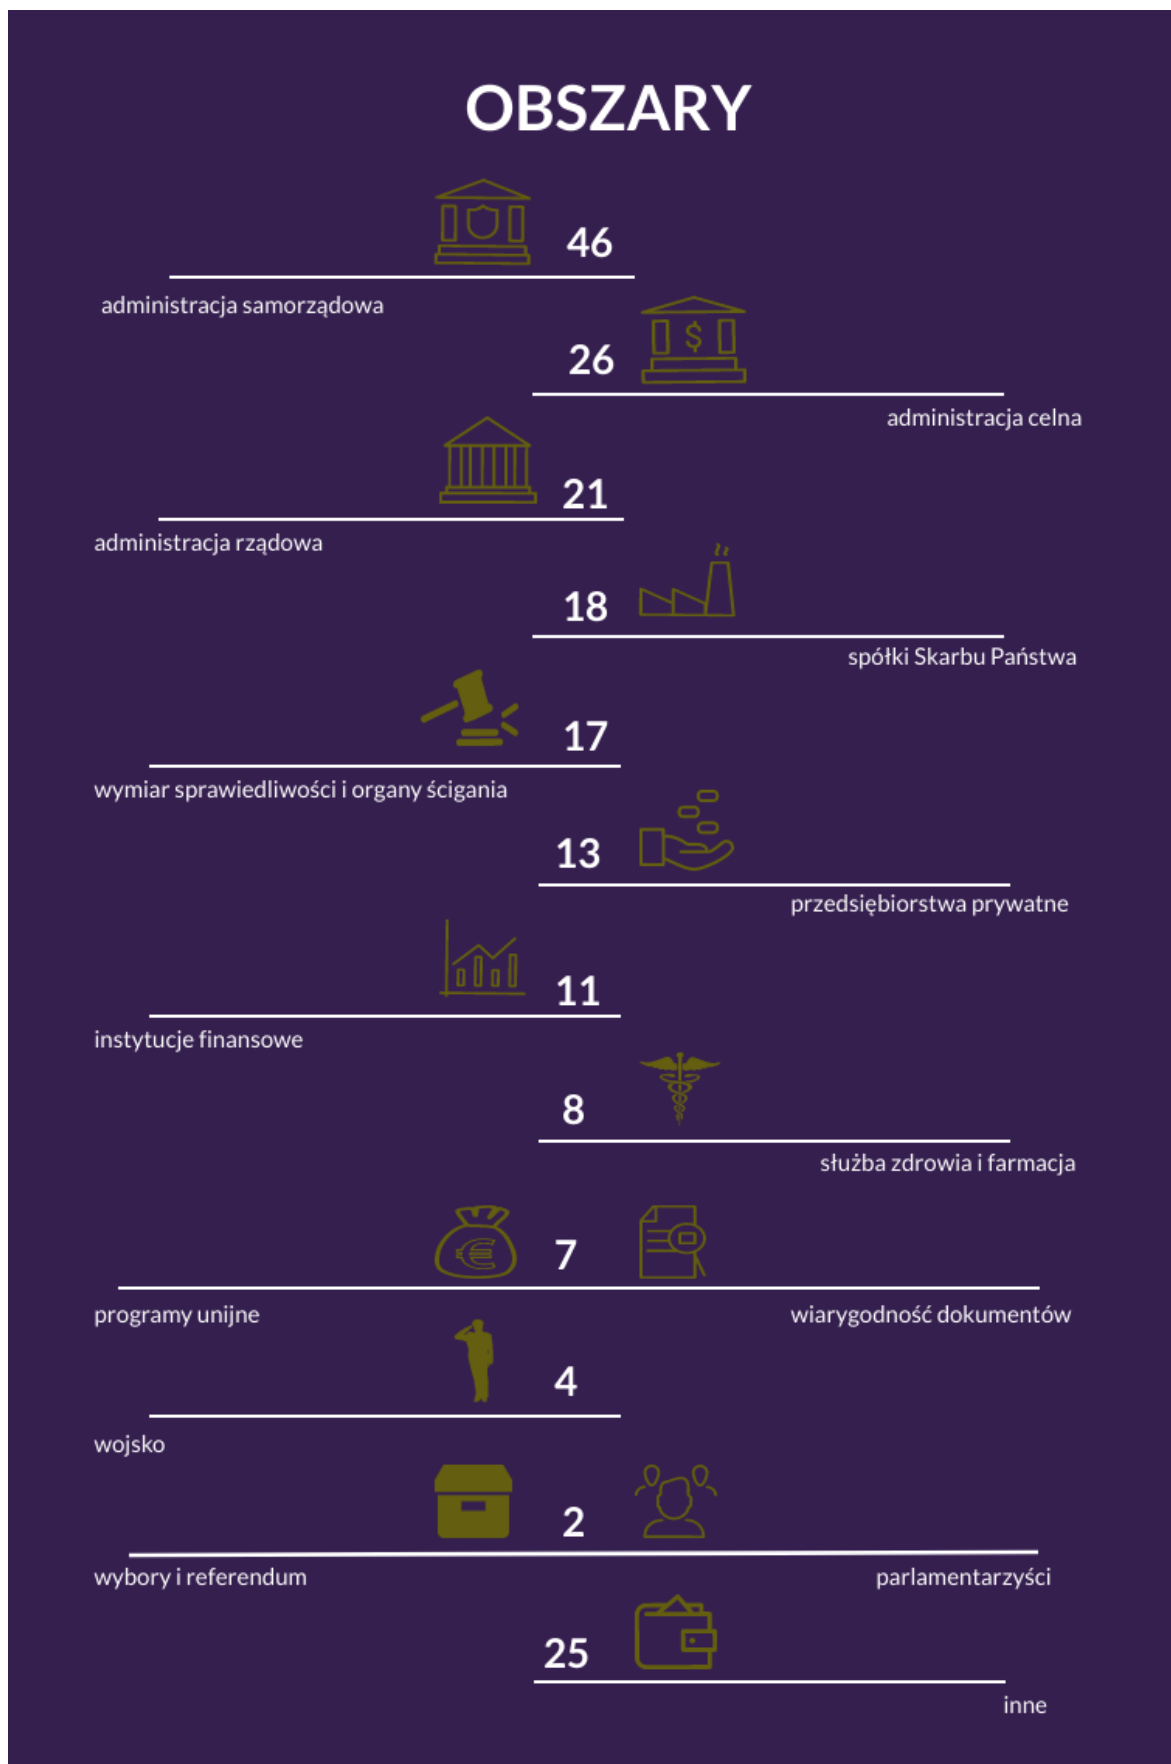 OBSZARY
46
administracja samorządowa
26
administracja celna
21
administracja rządowa
18
spółki Skarbu Państwa
17
wymiar sprawiedliwości i organy ścigania
13
przedsiębiorstwa prywatne
11
instytucje finansowe
8
służba zdrowia i farmacja
7
programy unijne
wiarygodność dokumentów
4
wojsko
2
wybory i referendum
parlamentarzyści
25
inne